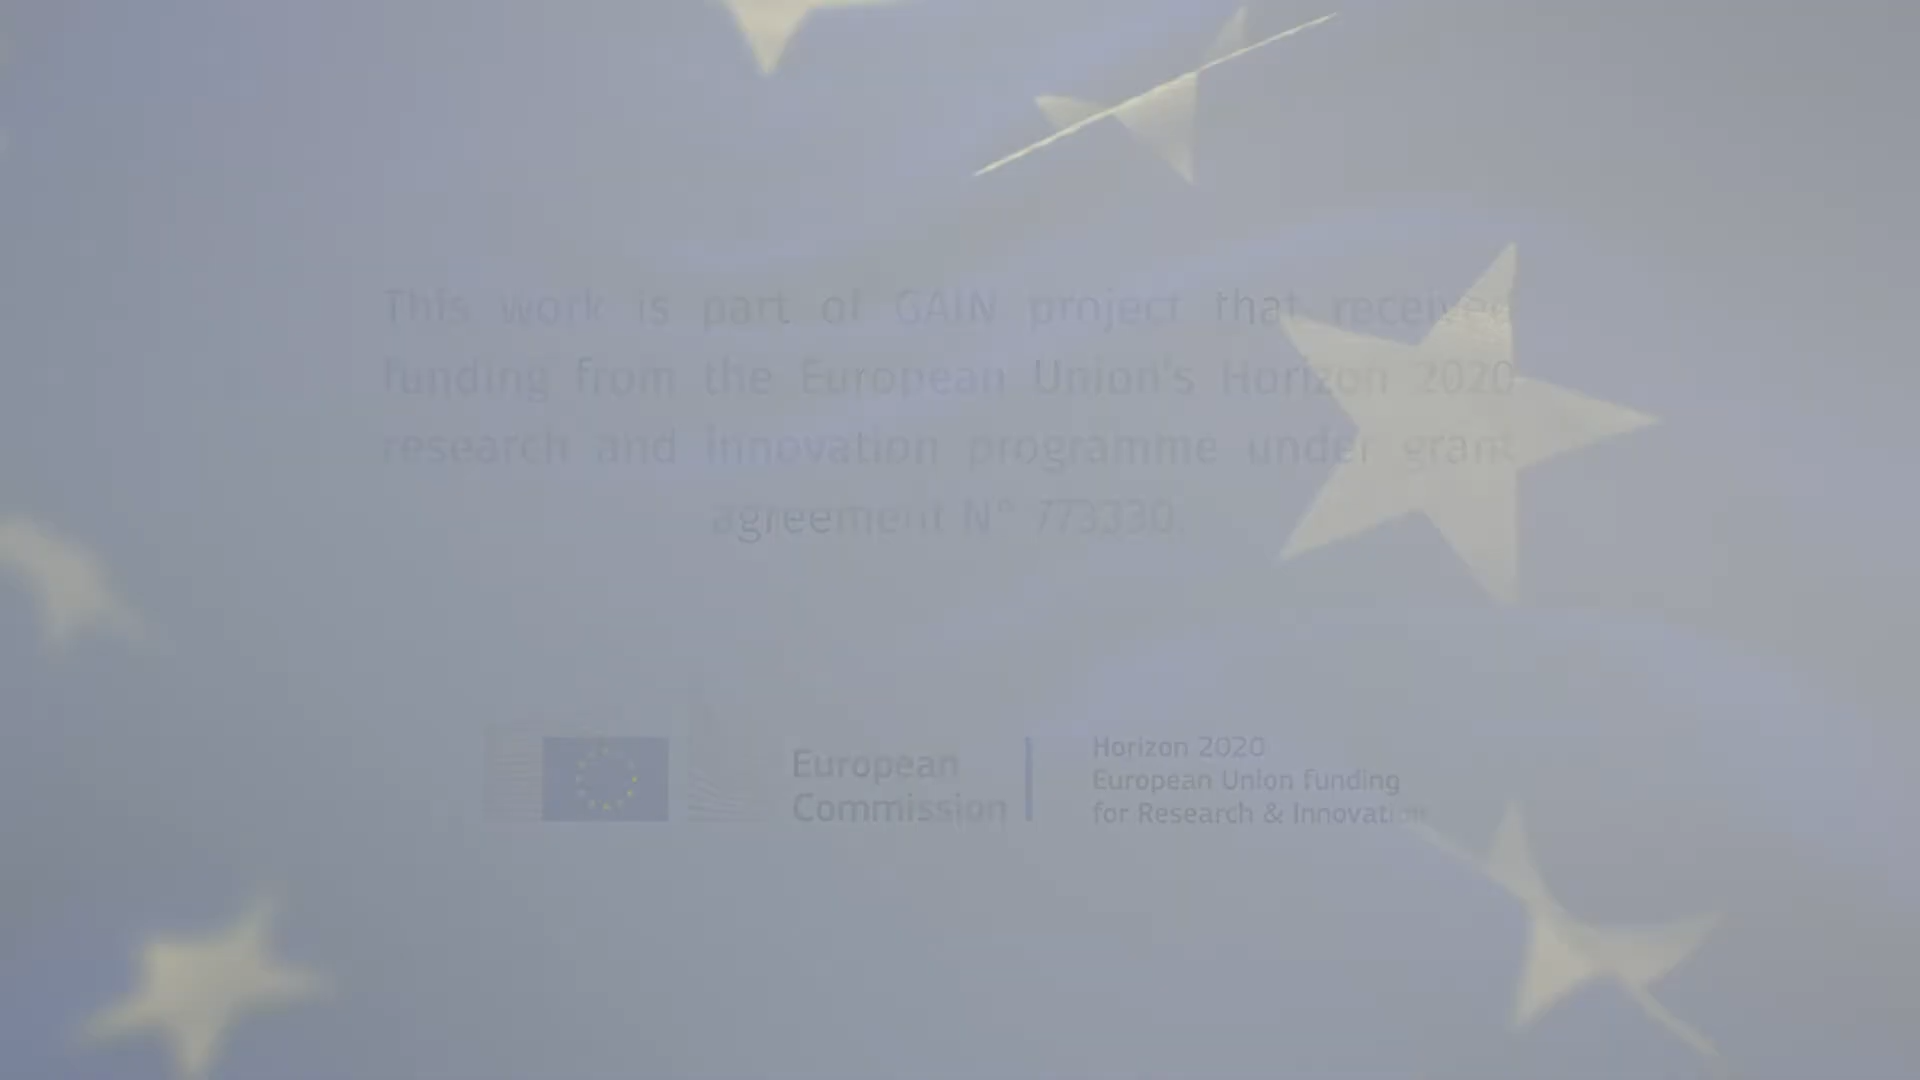 This work is part of GAIN project that received
funding from the European Union's Horizon 2020
research and innovation programme under grant
agreement N° 773330.
European
Commission
Horizon 2020
European Union funding
for Research & Innovation